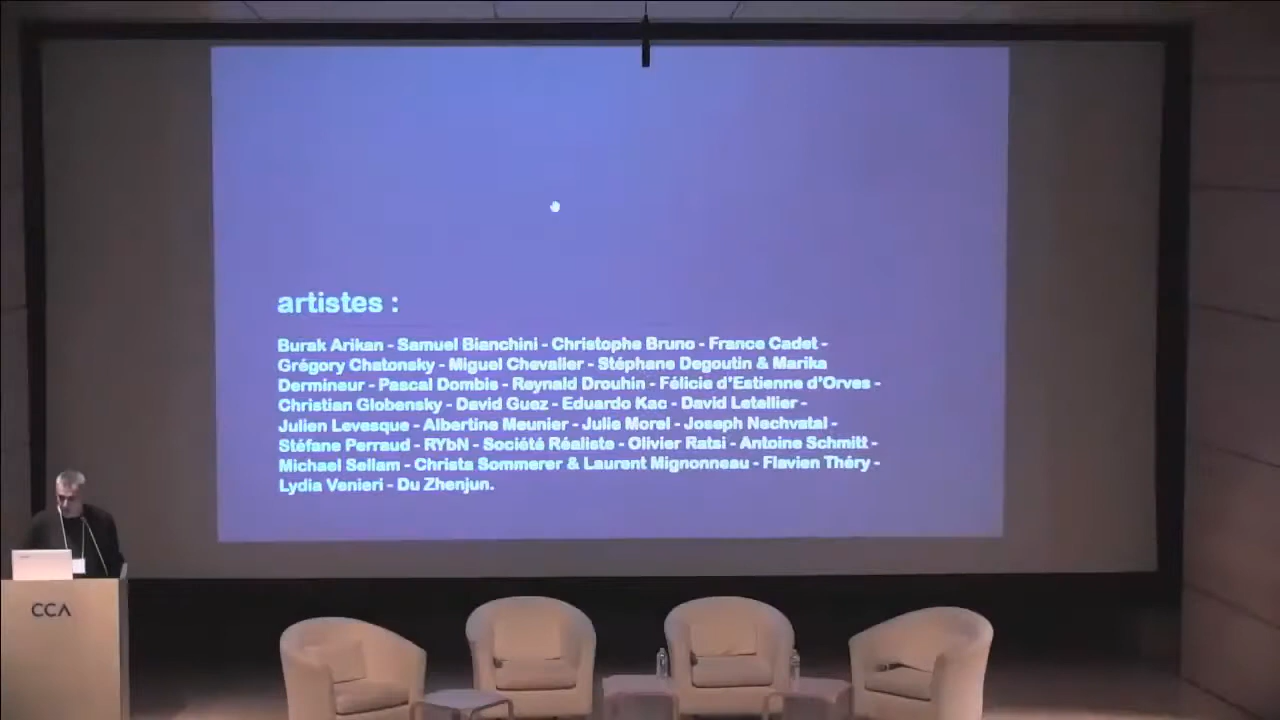 artistes :
Burak Arikan - Samuel Bianchini - Christophe Bruno - France Cadet -
Grégory Chatonsky - Miguel Chevalier - Stéphane Degoutin & Marika
Dermineur - Pascal Dombis - Reynald Drouhin - Félicie d'Estienne d'Orves -
Christian Globensky - David Guez - Eduardo Kac - David Letellier -
Julien Levesque - Albertine Meunier - Julie Morel - Joseph Nechvatal -
Stéfane Perraud - RYbN - Société Réaliste - Olivier Ratsi - Antoine Schmitt -
Michael Sellam - Christa Sommerer & Laurent Mignonneau - Flavien Théry -
Lydia Venieri - Du Zhenjun.
CCA